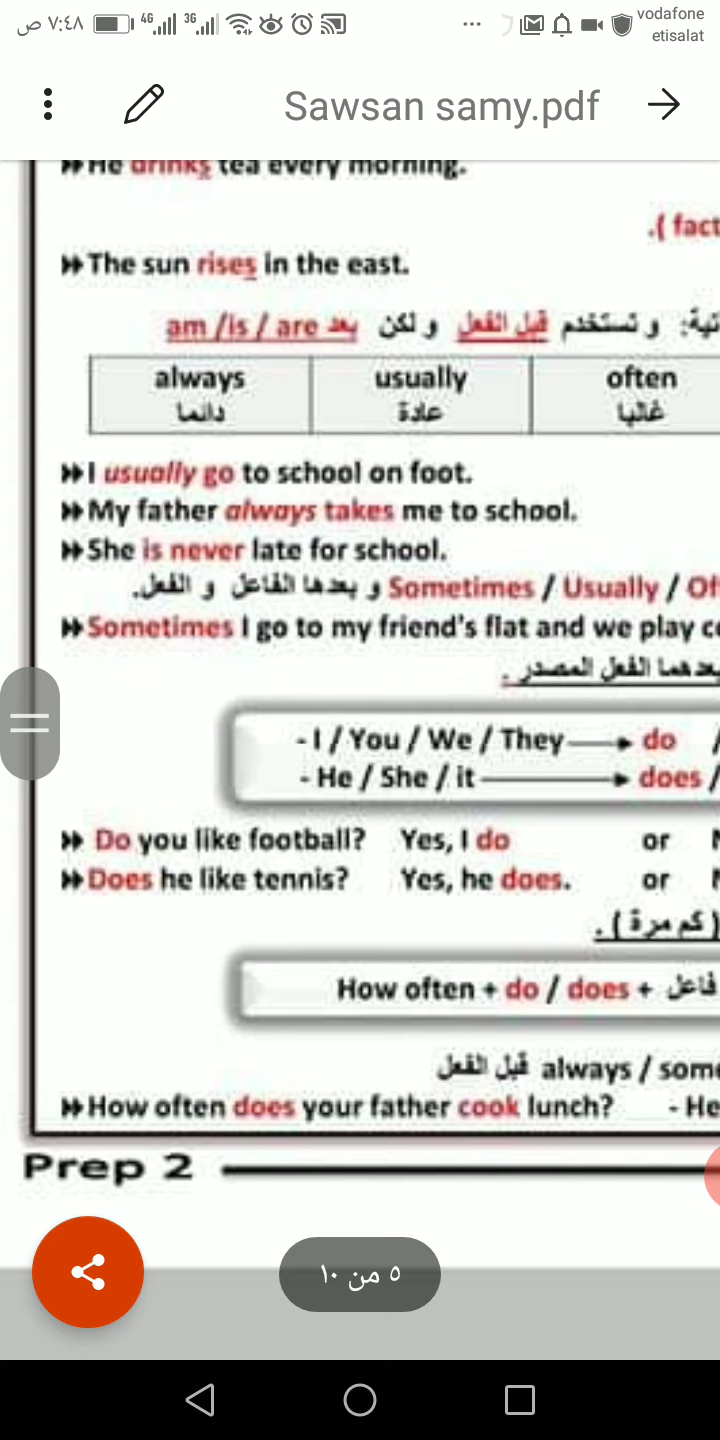 ٧:٤٨ ص
4G 3G
vodafone
etisalat
Sawsan samy.pdf
He drinks tea every morning.
.( fact
The sun rises in the east.
و تستخدم قبل الفعل و لكن بعد am /is / are
always usually often
دائما عادة غالبا
I usually go to school on foot.
My father always takes me to school.
She is never late for school.
Sometimes / Usually / Of و بعدها الفاعل و الفعل.
Sometimes I go to my friend's flat and we play c
بعدهما الفعل المصدر .
- I / You / We / They do /
- He / She / it does /
Do you like football? Yes, I do or
Does he like tennis? Yes, he does. or
( كم مرة ) .
How often + do / does + فاعل
always / som قبل الفعل
How often does your father cook lunch? - He
Prep 2
٥ من ١٠